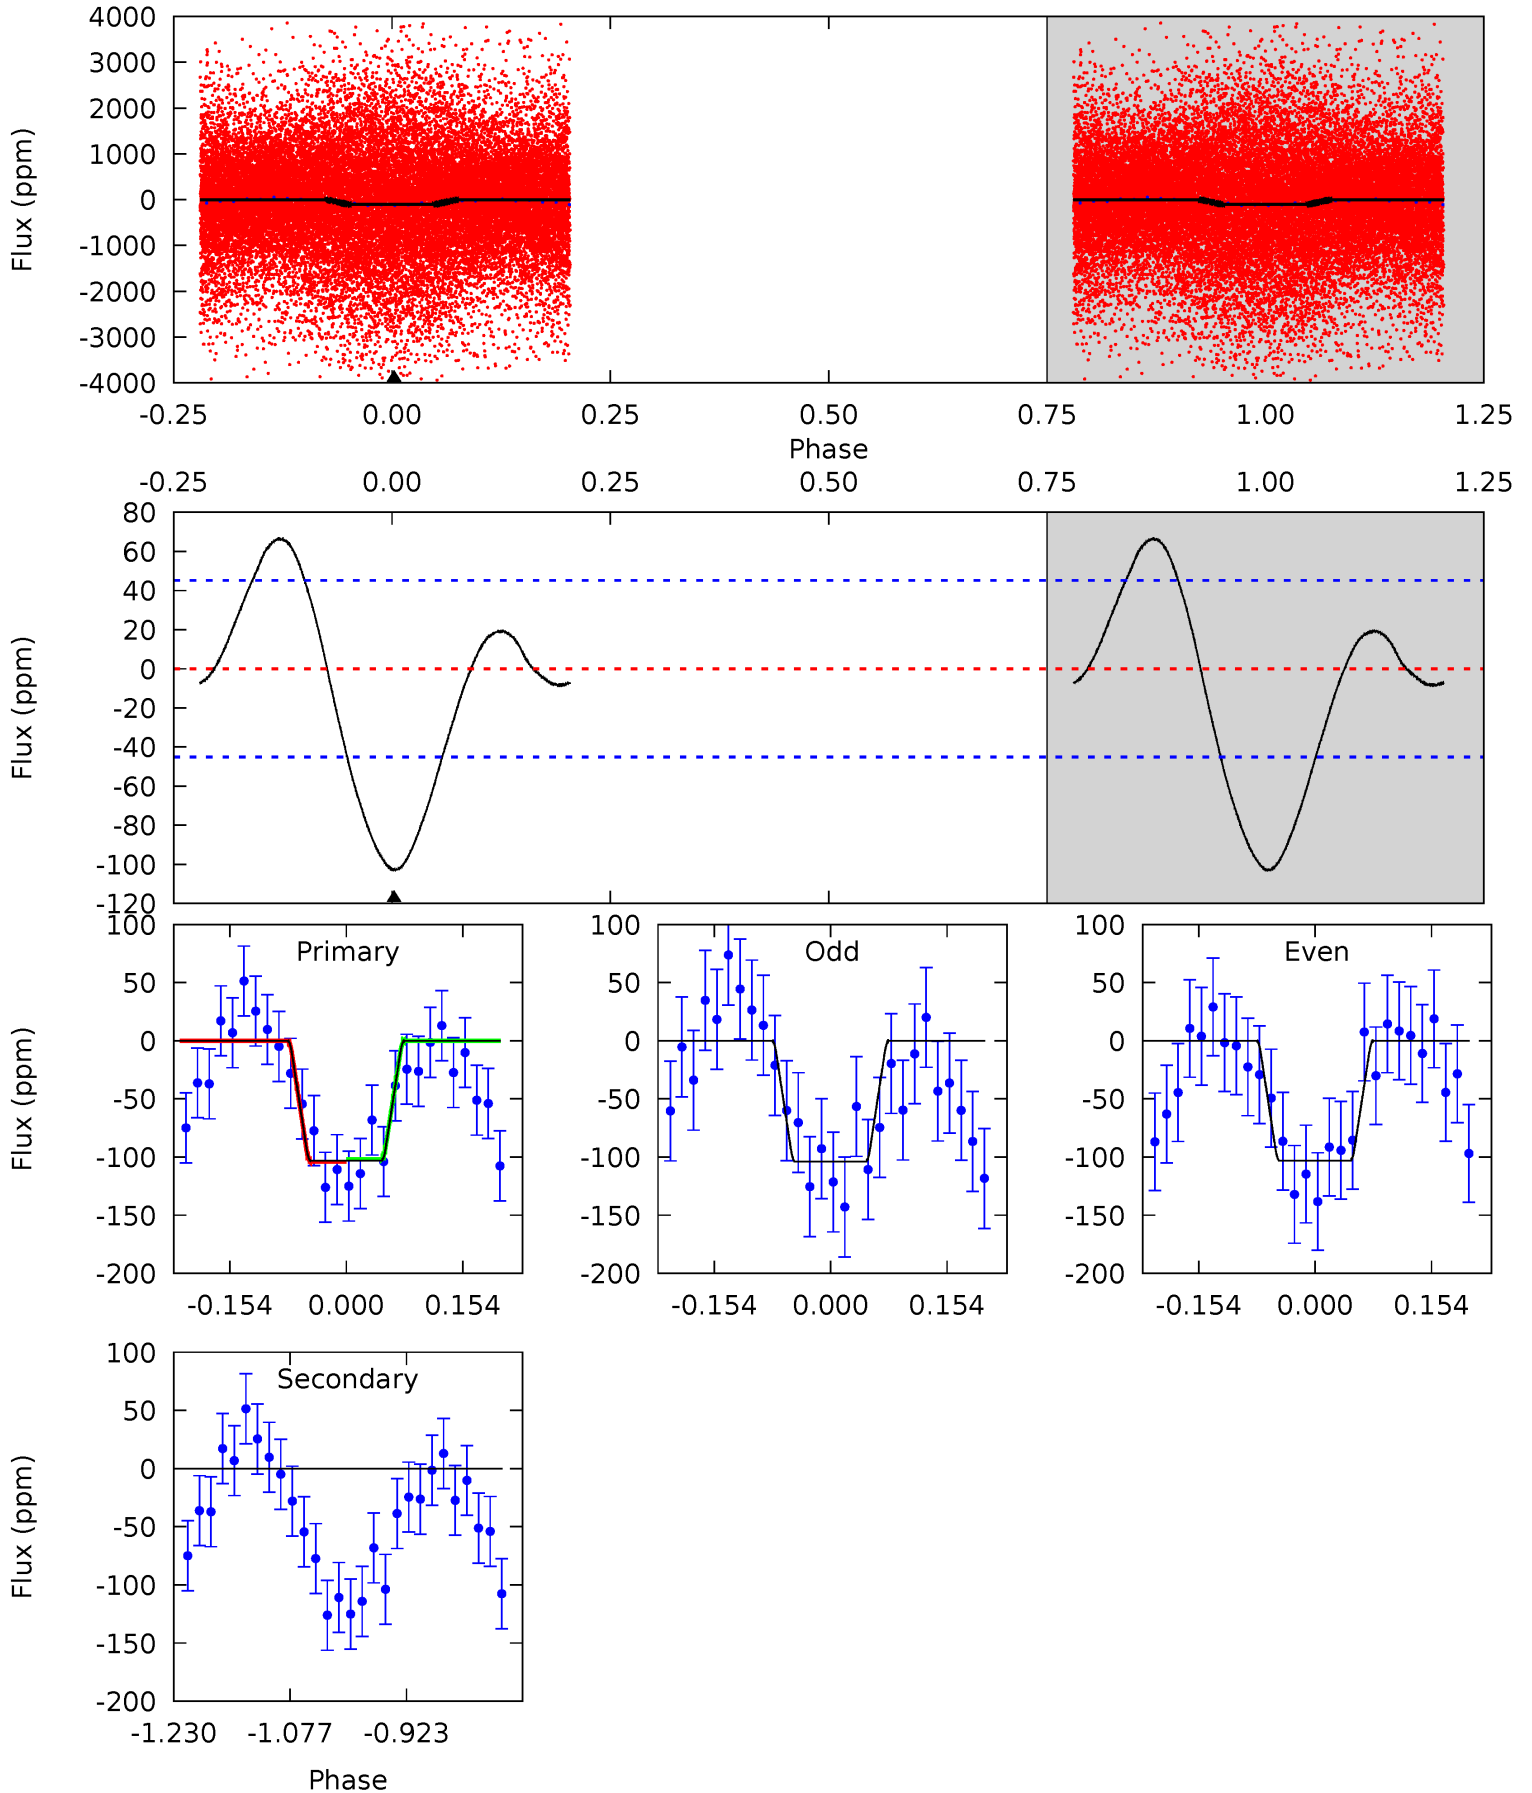 4000
3000
2000
1000
0
-1000
-2000
-3000
-4000
Flux (ppm)
-0.25 0.00 0.25 0.50 0.75 1.00 1.25
Phase
-0.25 0.00 0.25 0.50 0.75 1.00 1.25
80
60
40
20
0
-20
-40
-60
-80
-100
-120
Flux (ppm)
Primary Odd Even
100 100 100
50 50 50
0 0 0
-50 -50 -50
-100 -100 -100
-150 -150 -150
-200 -200 -200
Flux (ppm)
-0.154 0.000 0.154 -0.154 0.000 0.154 -0.154 0.000 0.154
Secondary
100
50
0
-50
-100
-150
-200
Flux (ppm)
-1.230 -1.077 -0.923
Phase